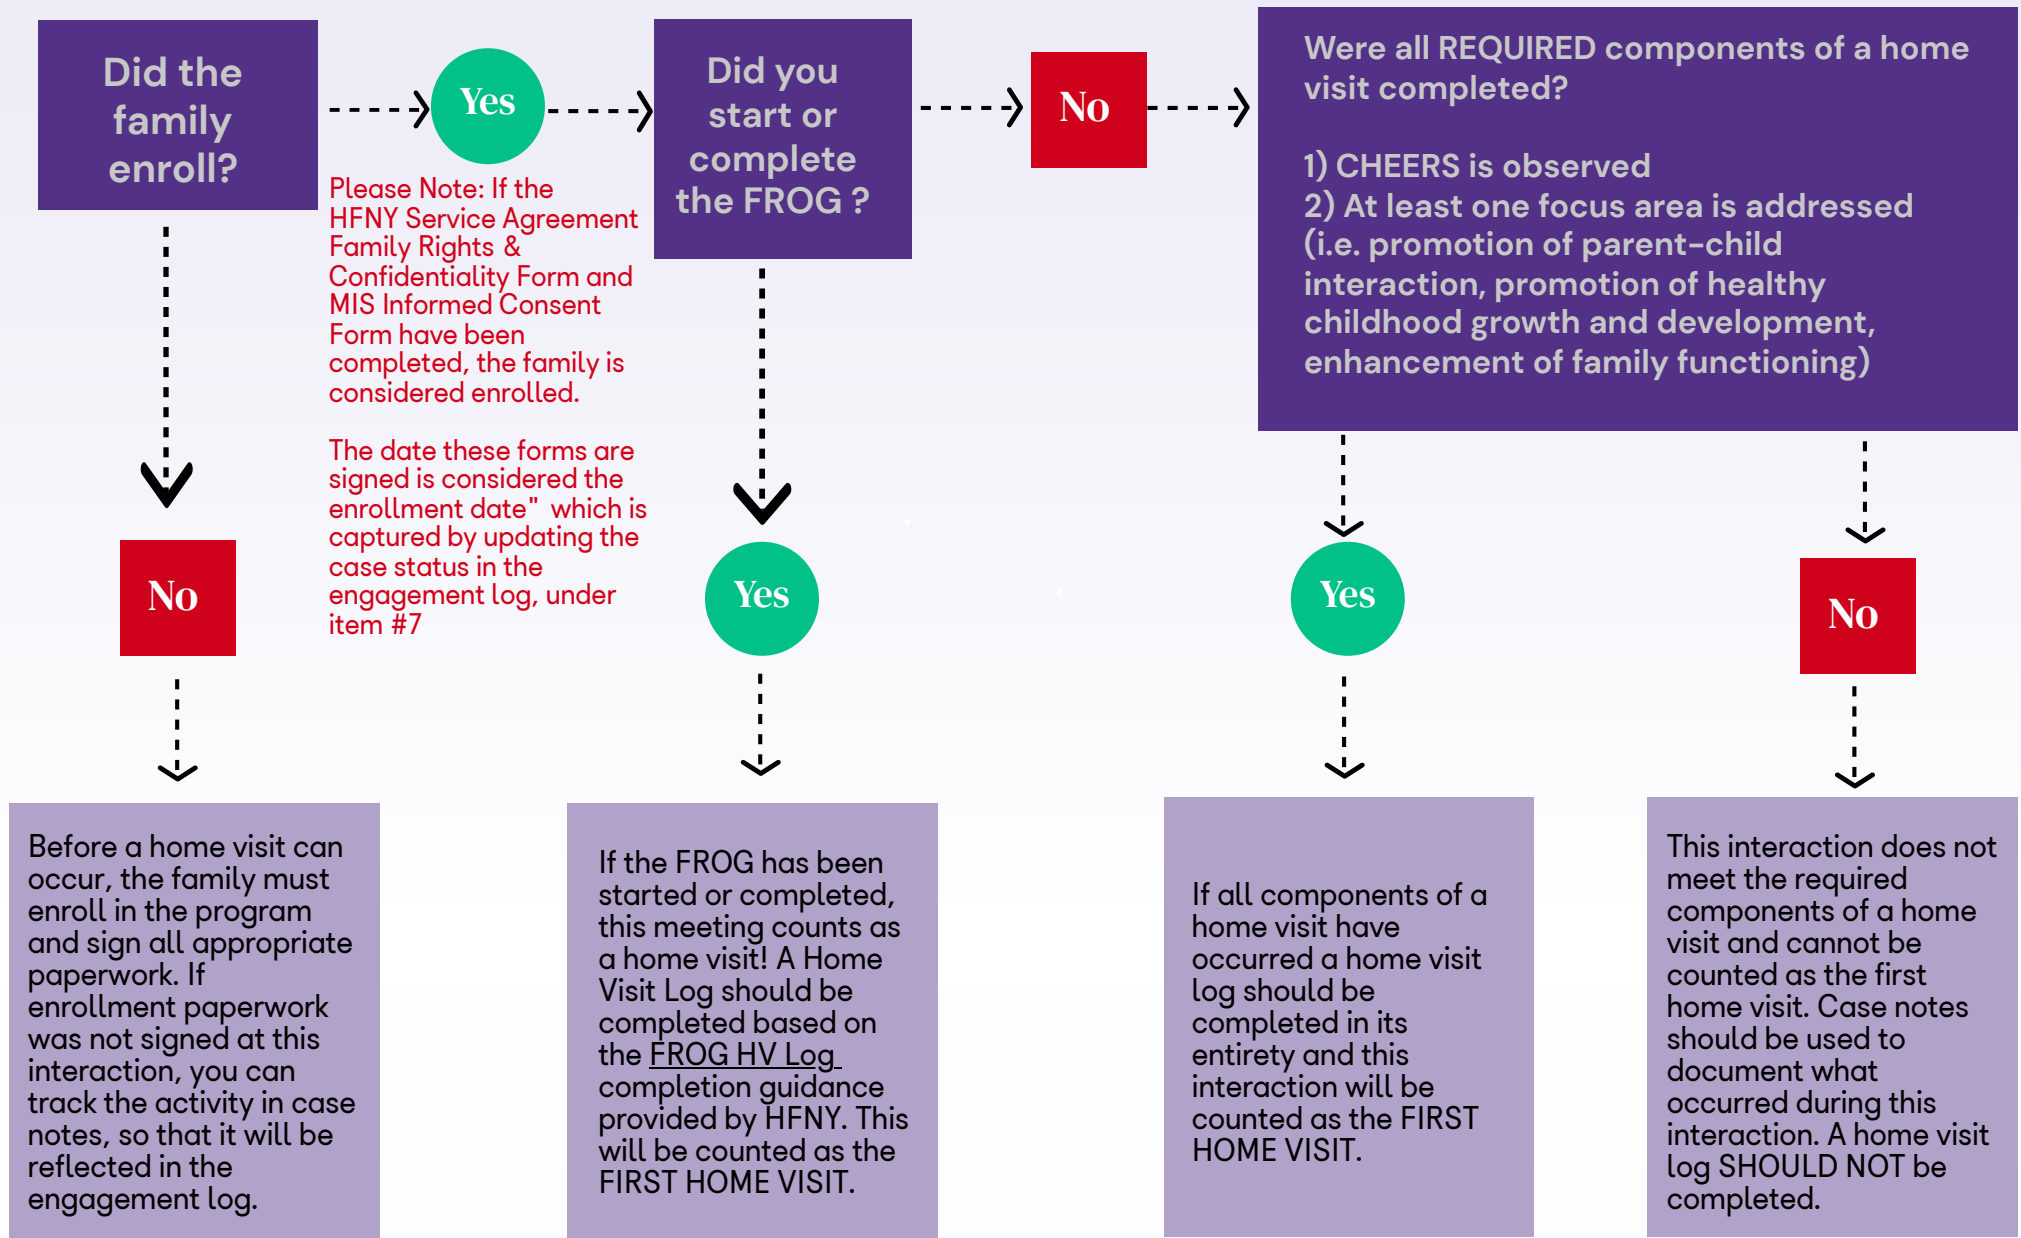 Did the
family
enroll?
Yes
Please Note: If the
HFNY Service Agreement
Family Rights &
Confidentiality Form and
MIS Informed Consent
Form have been
completed, the family is
considered enrolled.
The date these forms are
signed is considered the
enrollment date" which is
captured by updating the
case status in the
engagement log, under
item #7
Did you
start or
complete
the FROG ?
No
Were all REQUIRED components of a home
visit completed?
1) CHEERS is observed
2) At least one focus area is addressed
(i.e. promotion of parent-child
interaction, promotion of healthy
childhood growth and development,
enhancement of family functioning)
No
Yes
Yes
No
Before a home visit can
occur, the family must
enroll in the program
and sign all appropriate
paperwork. If
enrollment paperwork
was not signed at this
interaction, you can
track the activity in case
notes, so that it will be
reflected in the
engagement log.
If the FROG has been
started or completed,
this meeting counts as
a home visit! A Home
Visit Log should be
completed based on
the FROG HV Log
completion guidance
provided by HFNY. This
will be counted as the
FIRST HOME VISIT.
If all components of a
home visit have
occurred a home visit
log should be
completed in its
entirety and this
interaction will be
counted as the FIRST
HOME VISIT.
This interaction does not
meet the required
components of a home
visit and cannot be
counted as the first
home visit. Case notes
should be used to
document what
occurred during this
interaction. A home visit
log SHOULD NOT be
completed.